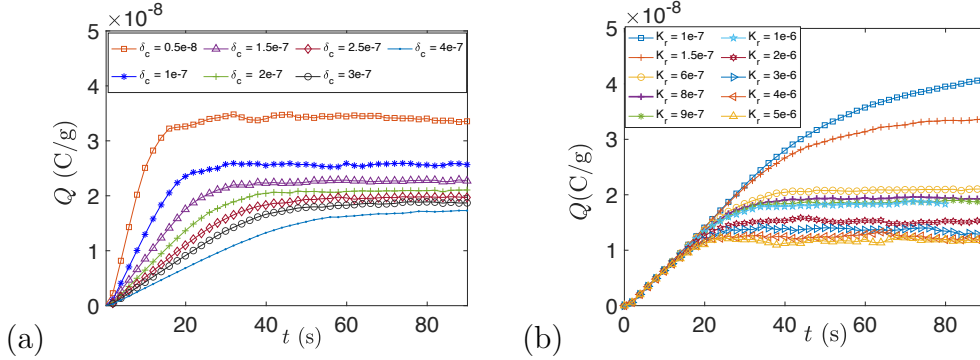 ×10⁻⁸
5
4
3
2
1
0
Q (C/g)
δc = 0.5e-8 δc = 1.5e-7 δc = 2.5e-7 δc = 4e-7
δc = 1e-7 δc = 2e-7 δc = 3e-7
20 40 60 80
t (s)
(a)
×10⁻⁸
5
4
3
2
1
0
Q(C/g)
Kr = 1e-7 Kr = 1e-6
Kr = 1.5e-7 Kr = 2e-6
Kr = 6e-7 Kr = 3e-6
Kr = 8e-7 Kr = 4e-6
Kr = 9e-7 Kr = 5e-6
0 20 40 60 80
t (s)
(b)